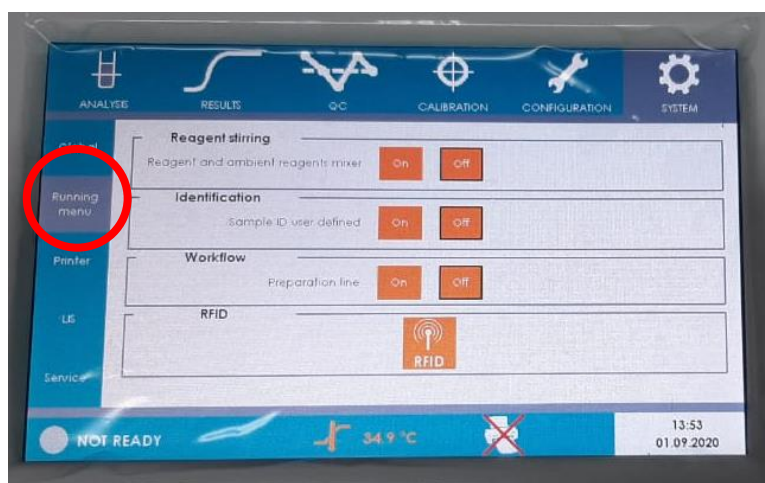 ANALYSIS
RESULTS
QC
CALIBRATION
CONFIGURATION
SYSTEM
Global
Running
menu
Printer
LIS
Service
Reagent stirring
Reagent and ambient reagents mixer
On
Off
Identification
Sample ID user defined
On
Off
Workflow
Preparation line
On
Off
RFID
RFID
NOT READY
34.9 °C
13:53
01.09.2020